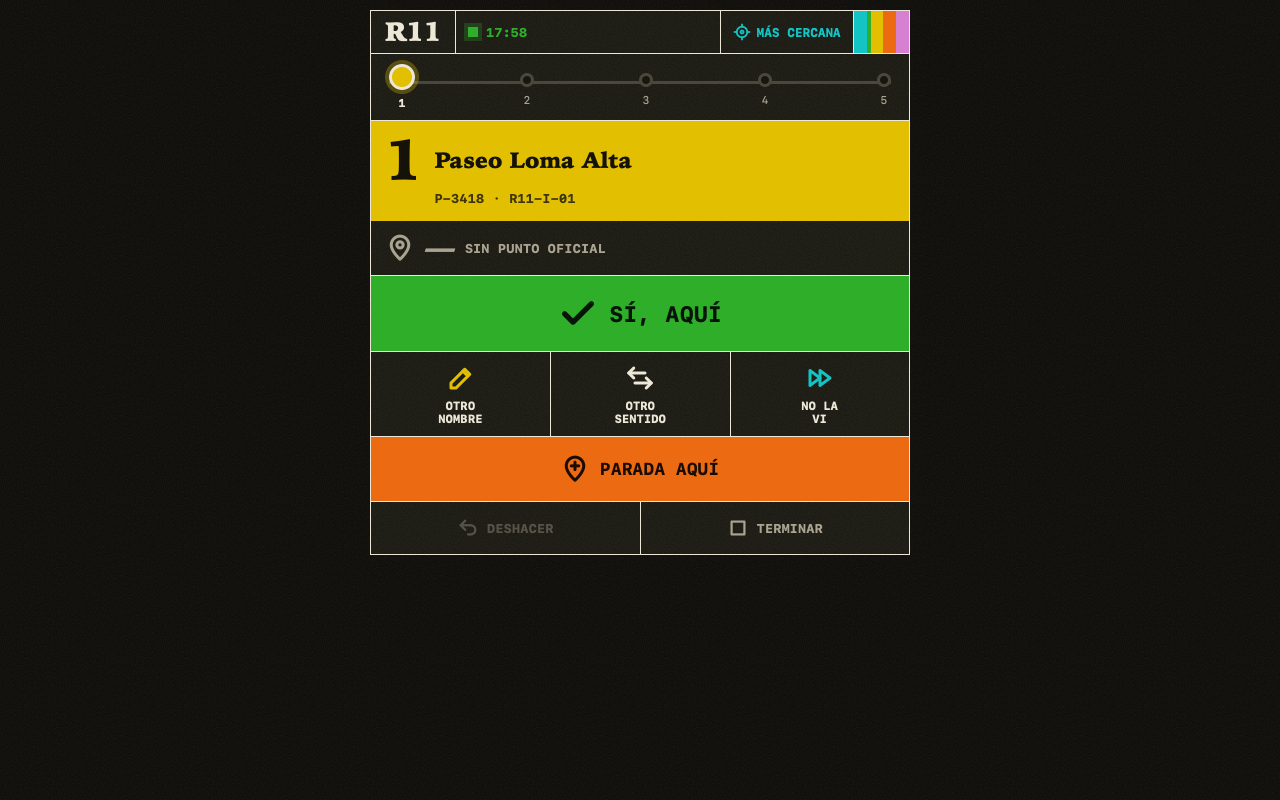 R11
17:58
MÁS CERCANA
1
2
3
4
5
1
Paseo Loma Alta
P-3418 · R11-I-01
SIN PUNTO OFICIAL
SÍ, AQUÍ
OTRO
NOMBRE
OTRO
SENTIDO
NO LA
VI
PARADA AQUÍ
DESHACER
TERMINAR